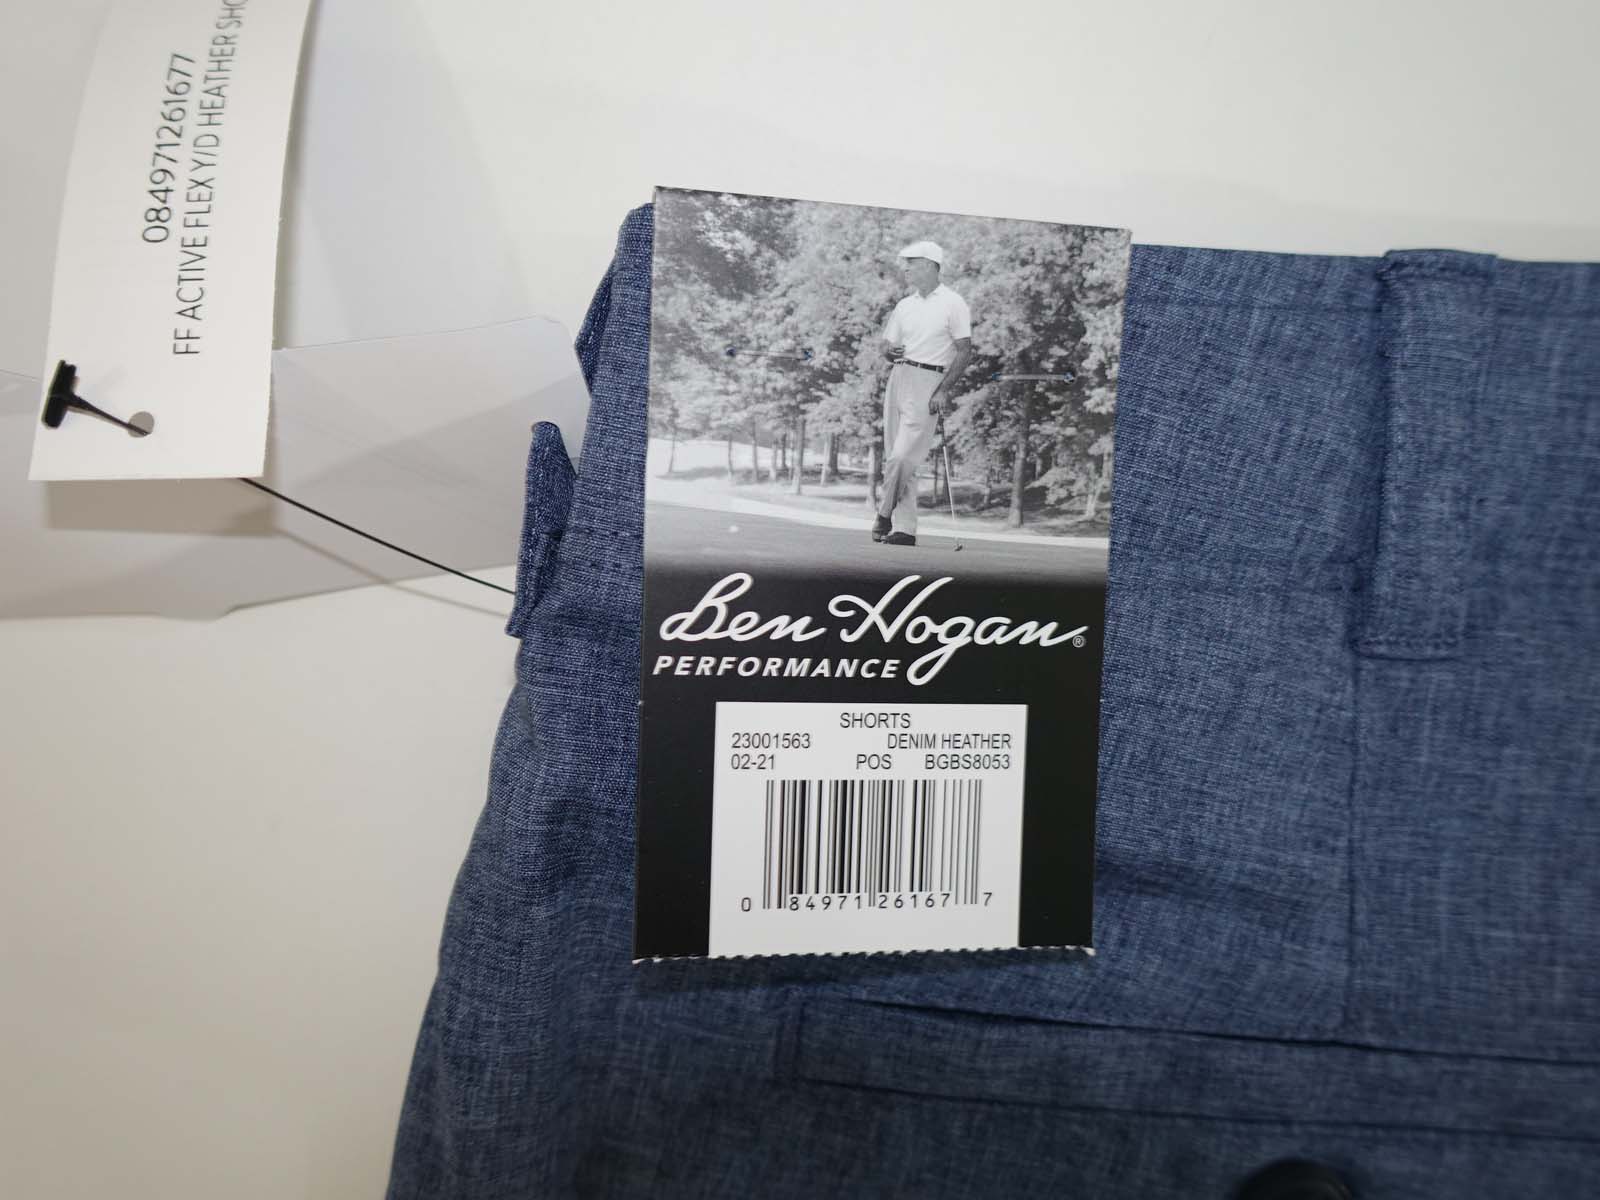 084971261677
FF ACTIVE FLEX Y/D HEATHER
Ben Hogan®
PERFORMANCE
SHORTS
23001563 DENIM HEATHER
02-21 POS BGBS8053
0 84971 26167 7